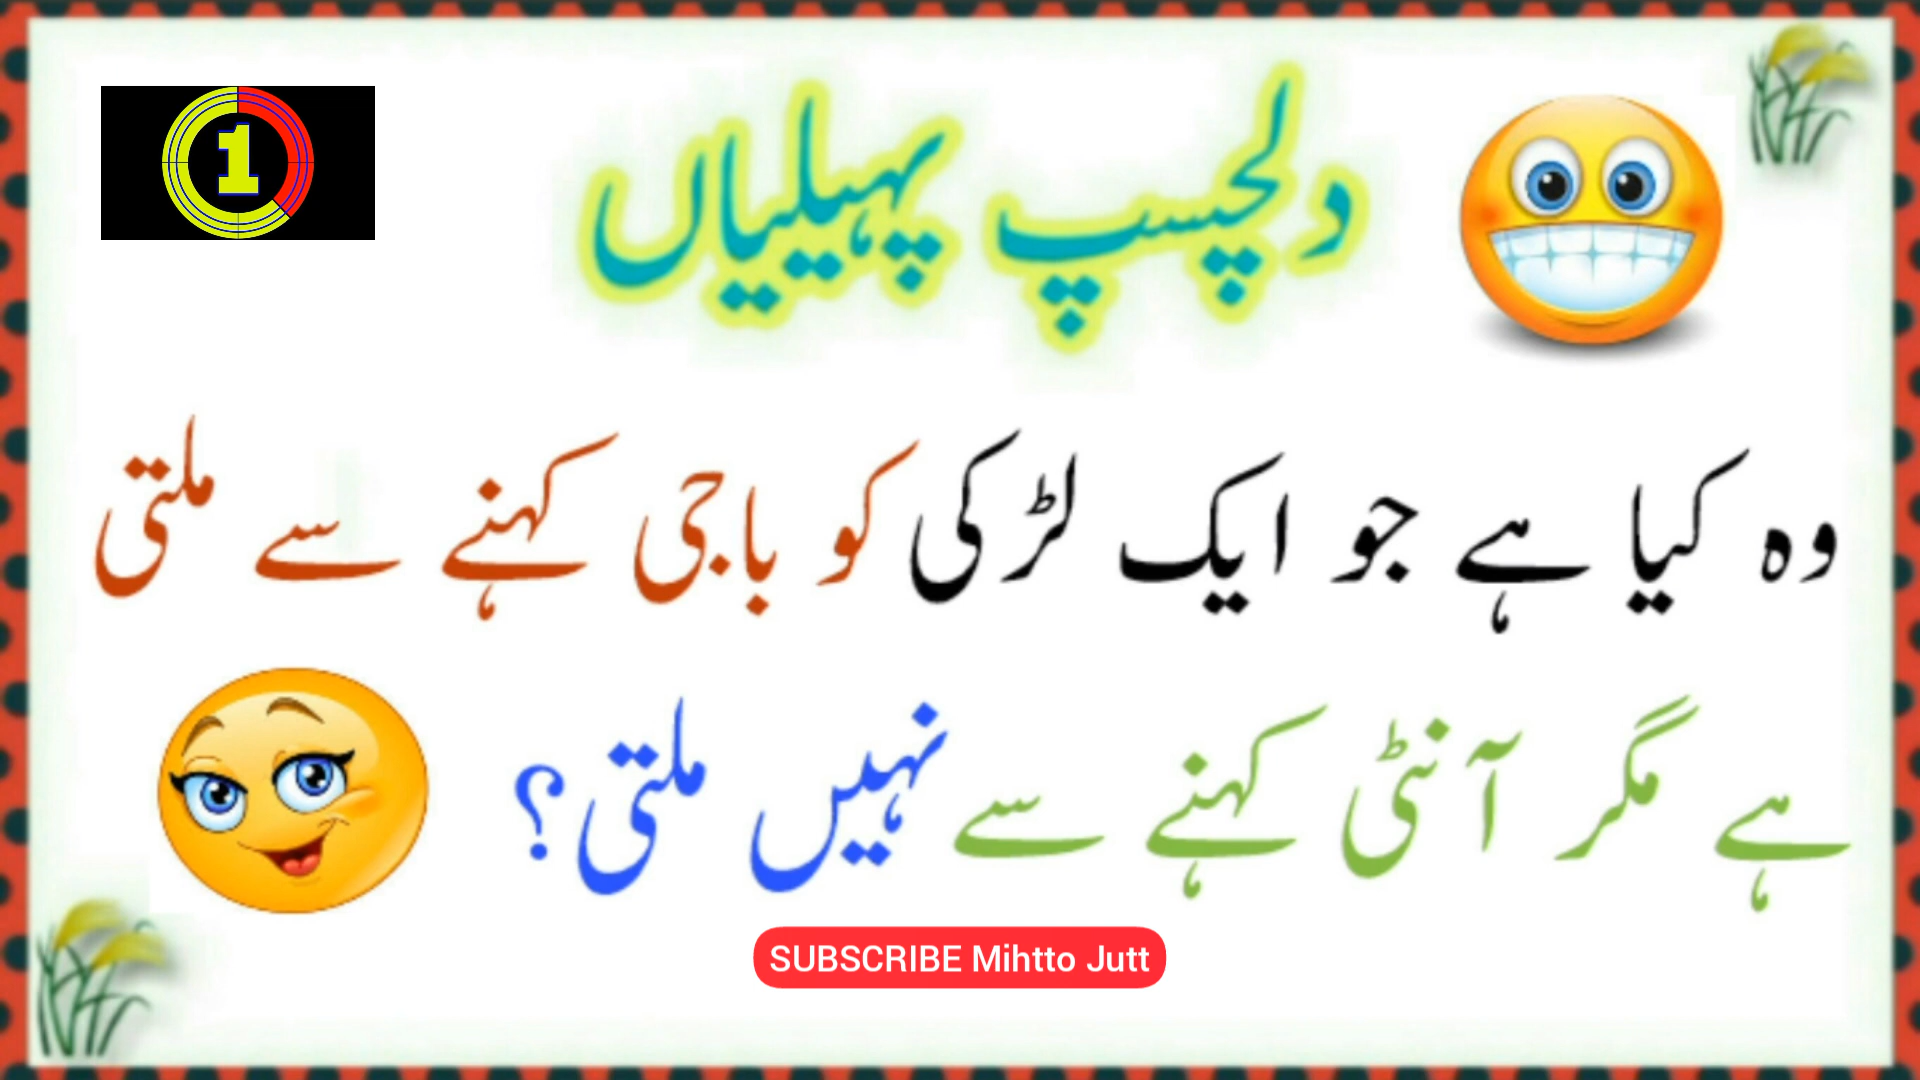 1
دلچسپ پہیلیاں
وہ کیا ہے جو ایک لڑکی کو باجی کہنے سے ملتی
ہے مگر آنٹی کہنے سے نہیں ملتی؟
SUBSCRIBE Mihtto Jutt